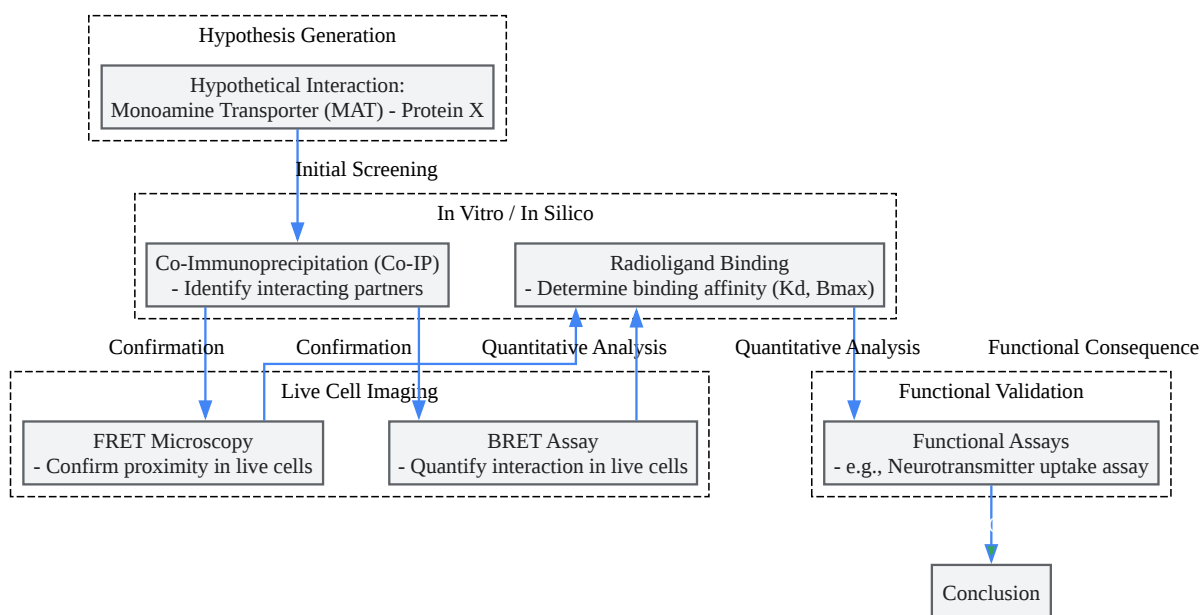 Hypothesis Generation
Hypothetical Interaction:
Monoamine Transporter (MAT) - Protein X
Initial Screening
In Vitro / In Silico
Co-Immunoprecipitation (Co-IP)
- Identify interacting partners
Radioligand Binding
- Determine binding affinity (Kd, Bmax)
Confirmation
Confirmation
Quantitative Analysis
Quantitative Analysis
Functional Consequence
Live Cell Imaging
FRET Microscopy
- Confirm proximity in live cells
BRET Assay
- Quantify interaction in live cells
Functional Validation
Functional Assays
- e.g., Neurotransmitter uptake assay
Conclusion